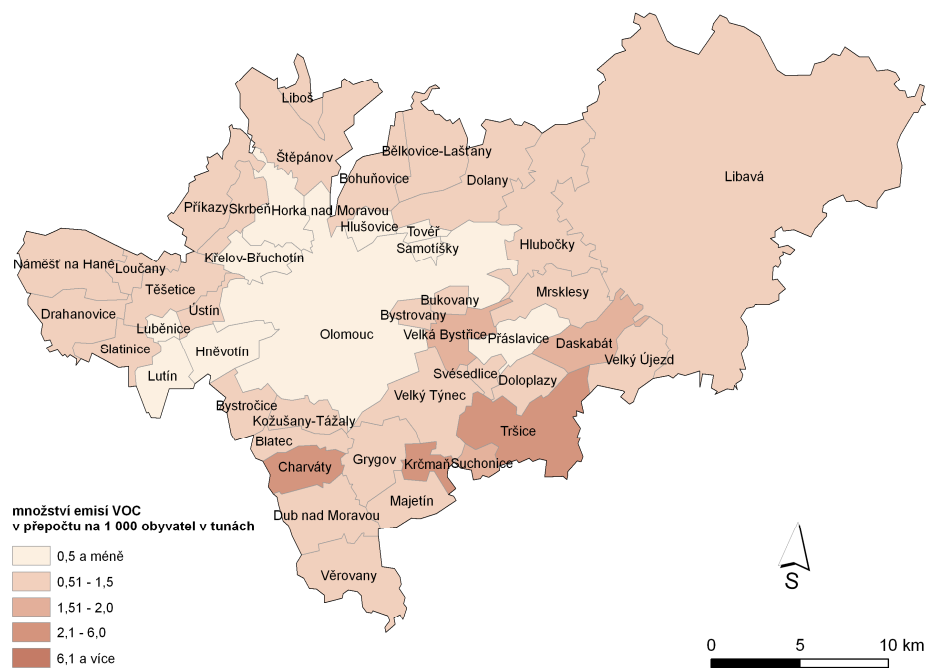 Liboš
Štěpánov
Bělkovice-Lašťany
Bohuňovice
Dolany
Libavá
Příkazy
Skrbeň
Horka nad Moravou
Hlušovice
Tovéř
Samotíšky
Hlubočky
Křelov-Břuchotín
Náměšť na Hané
Loučany
Těšetice
Mrsklesy
Bukovany
Drahanovice
Ústín
Bystrovany
Luběnice
Olomouc
Velká Bystřice
Přáslavice
Daskabát
Slatinice
Hněvotín
Velký Újezd
Lutín
Svésedlice
Doloplazy
Velký Týnec
Bystročice
Kožušany-Tážaly
Tršice
Blatec
Charváty
Grygov
Krčmaň
Suchonice
Majetín
Dub nad Moravou
Věrovany
množství emisí VOC
v přepočtu na 1 000 obyvatel v tunách
0,5 a méně
0,51 - 1,5
1,51 - 2,0
2,1 - 6,0
6,1 a více
S
0 5 10 km